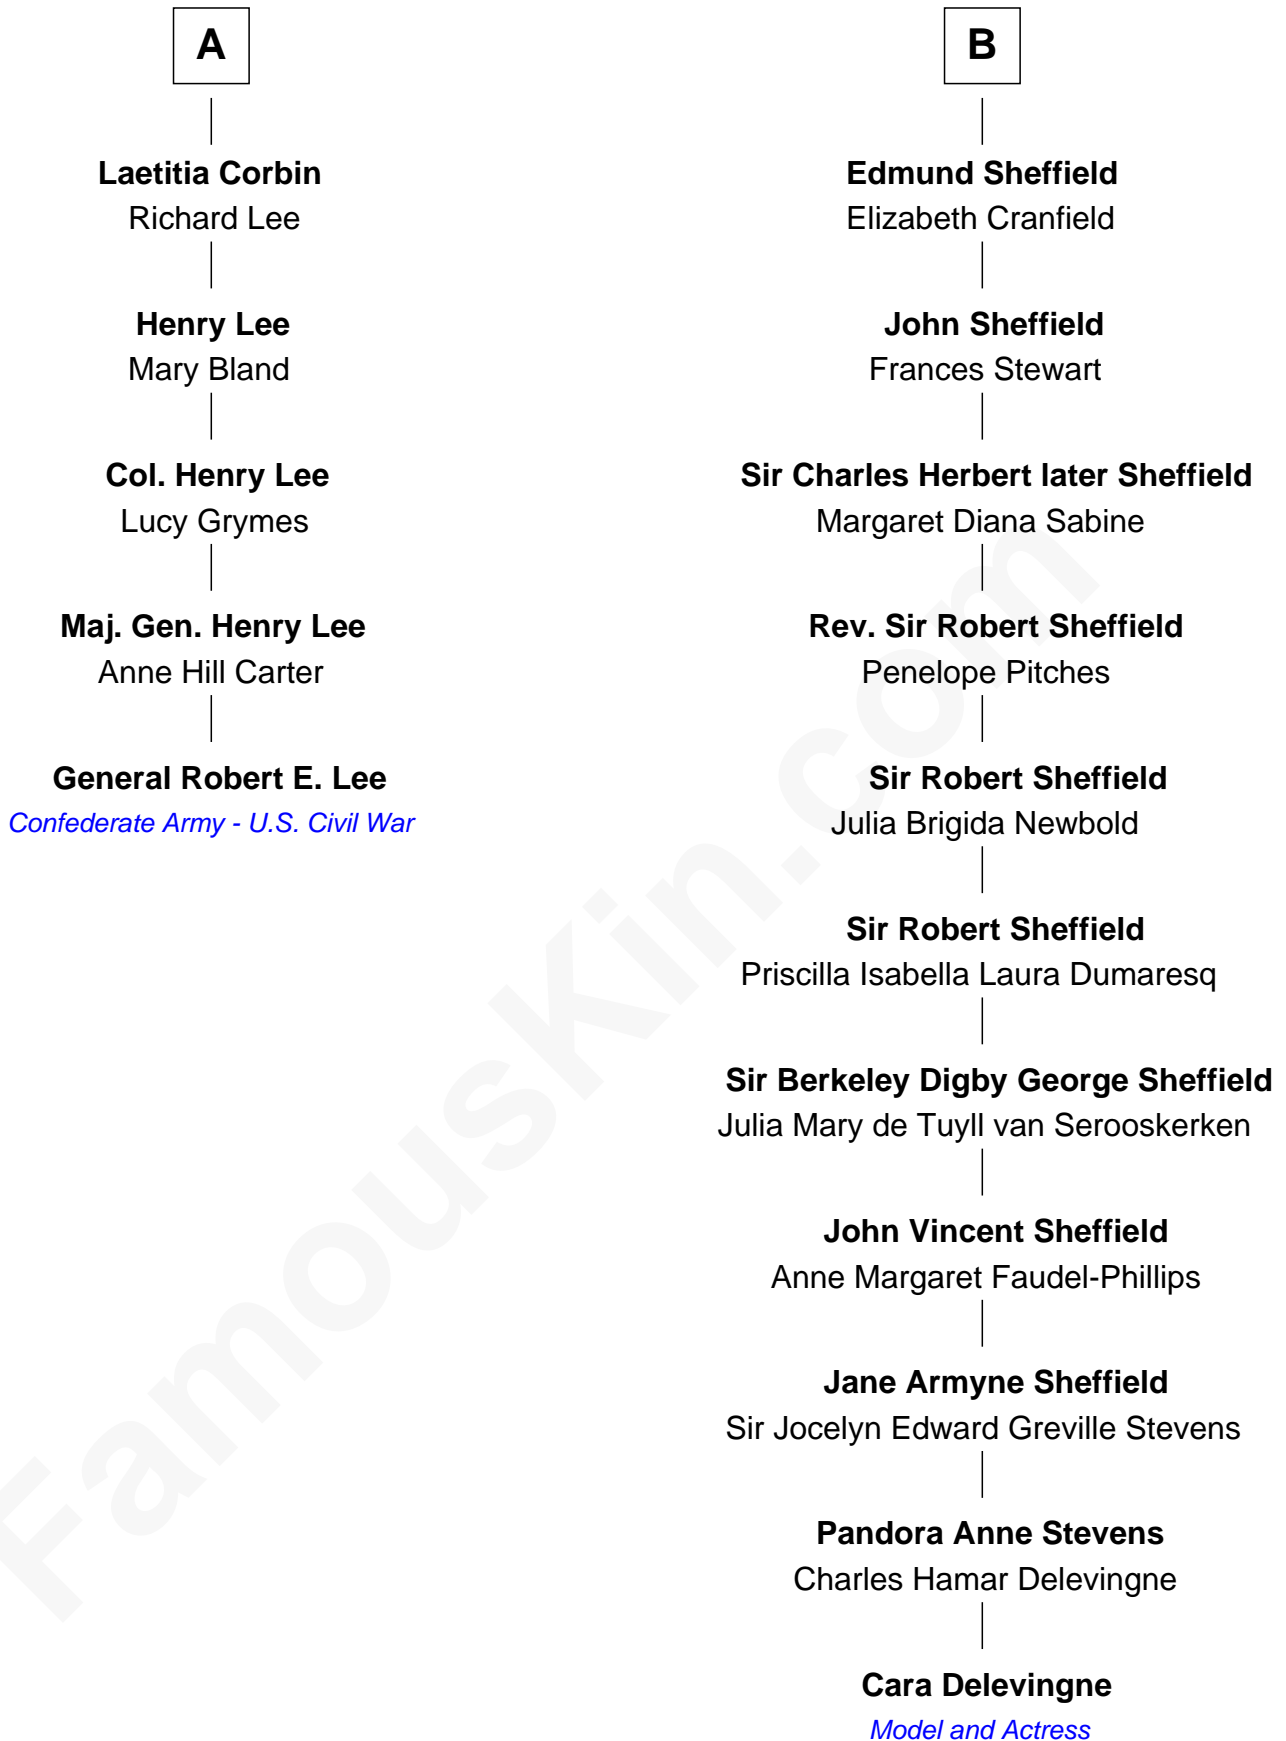 A
Laetitia Corbin
Richard Lee
Henry Lee
Mary Bland
Col. Henry Lee
Lucy Grymes
Maj. Gen. Henry Lee
Anne Hill Carter
General Robert E. Lee
Confederate Army - U.S. Civil War
B
Edmund Sheffield
Elizabeth Cranfield
John Sheffield
Frances Stewart
Sir Charles Herbert later Sheffield
Margaret Diana Sabine
Rev. Sir Robert Sheffield
Penelope Pitches
Sir Robert Sheffield
Julia Brigida Newbold
Sir Robert Sheffield
Priscilla Isabella Laura Dumaresq
Sir Berkeley Digby George Sheffield
Julia Mary de Tuyll van Serooskerken
John Vincent Sheffield
Anne Margaret Faudel-Phillips
Jane Armyne Sheffield
Sir Jocelyn Edward Greville Stevens
Pandora Anne Stevens
Charles Hamar Delevingne
Cara Delevingne
Model and Actress
FamousKin.com